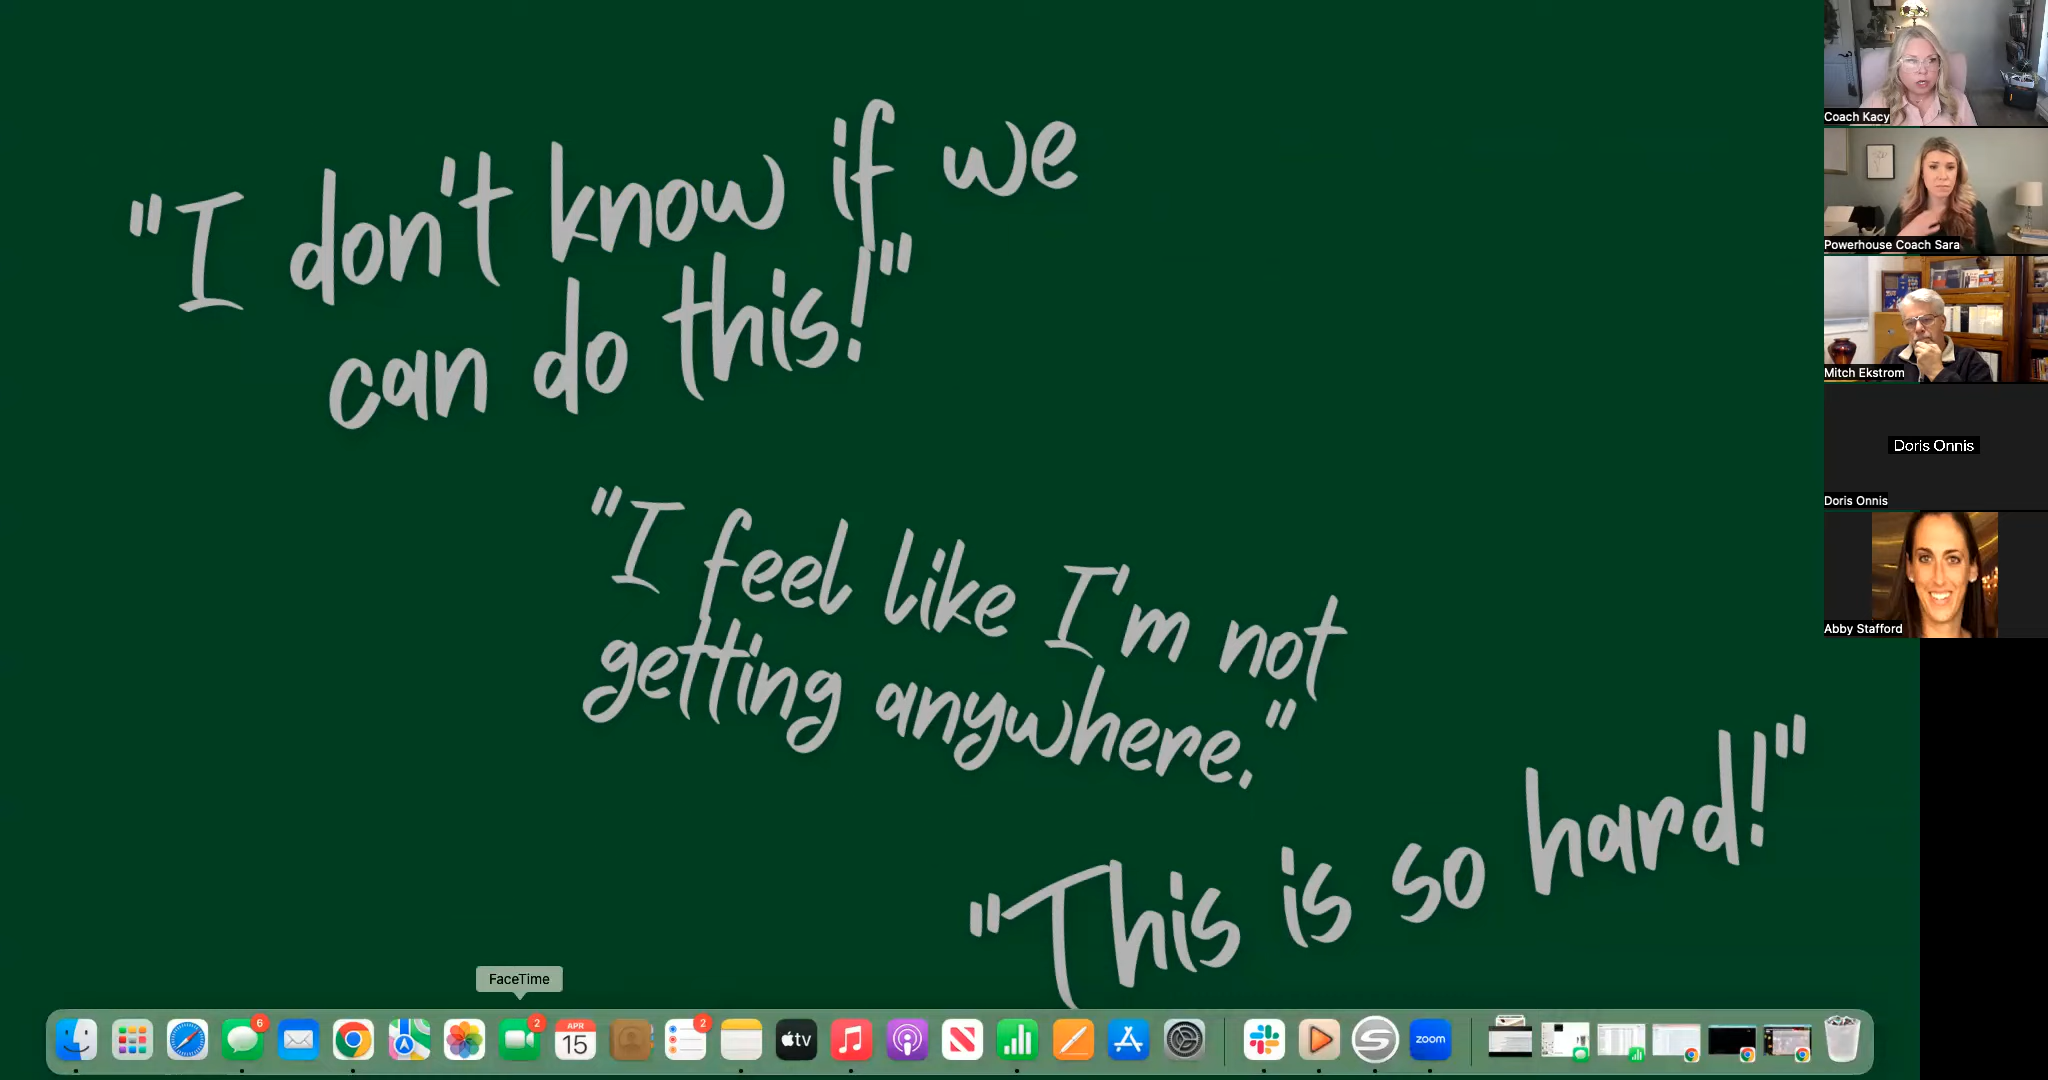 "I don't know if we
can do this!"
"I feel like I'm not
getting anywhere."
"This is so hard!"
Coach Kacy
Powerhouse Coach Sara
Mitch Ekstrom
Doris Onnis
Doris Onnis
Abby Stafford
FaceTime
6
2
APR
15
2
tv
zoom